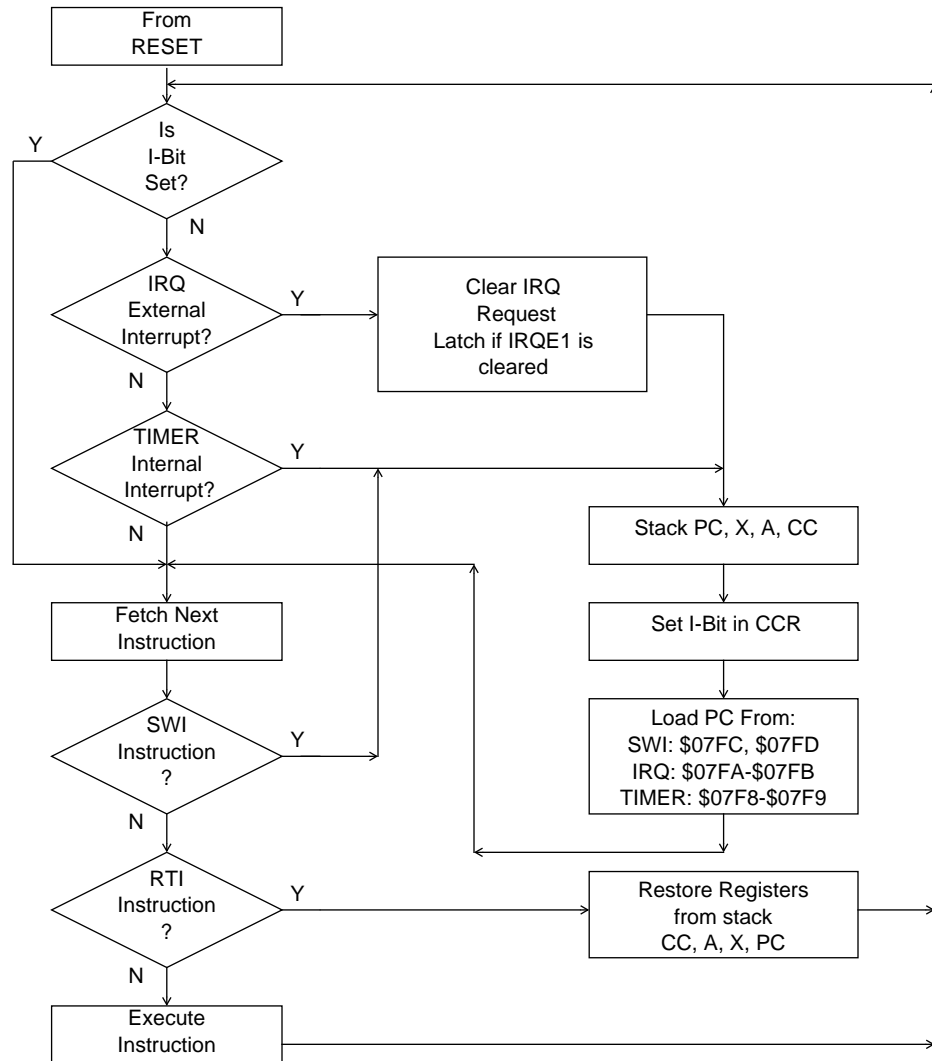 From
RESET
Is
I-Bit
Set?
Y
N
IRQ
External
Interrupt?
Y
N
Clear IRQ
Request
Latch if IRQE1 is
cleared
TIMER
Internal
Interrupt?
Y
N
Stack PC, X, A, CC
Fetch Next
Instruction
Set I-Bit in CCR
SWI
Instruction
?
Y
N
Load PC From:
SWI: $07FC, $07FD
IRQ: $07FA-$07FB
TIMER: $07F8-$07F9
RTI
Instruction
?
Y
N
Restore Registers
from stack
CC, A, X, PC
Execute
Instruction